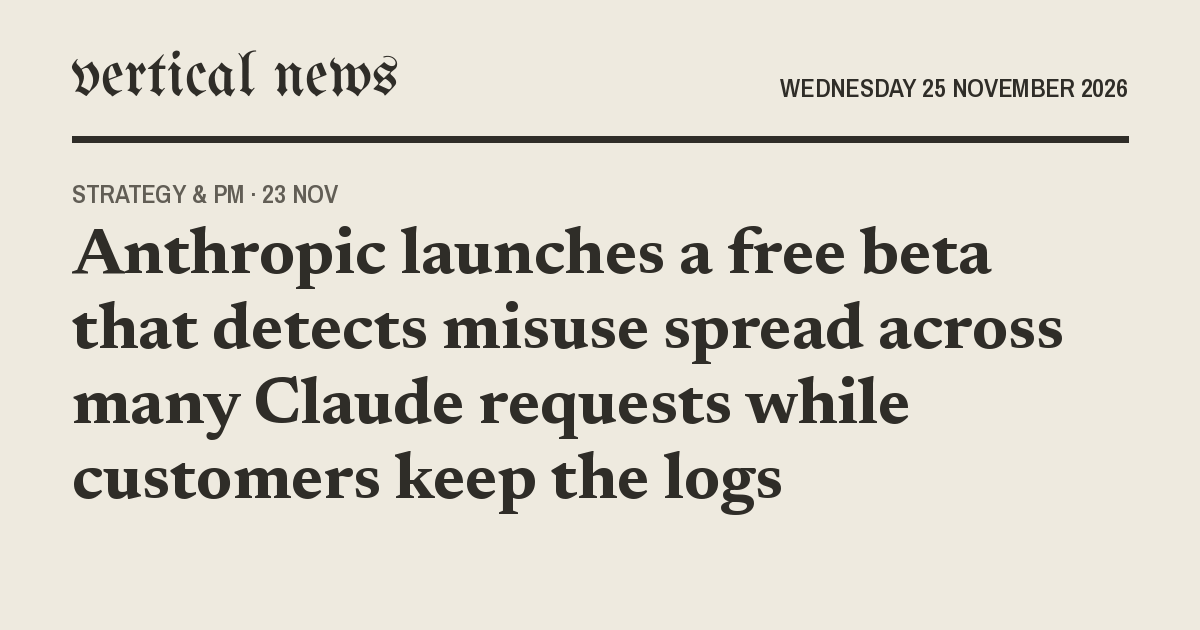 vertical news
WEDNESDAY 25 NOVEMBER 2026
STRATEGY & PM · 23 NOV
Anthropic launches a free beta
that detects misuse spread across
many Claude requests while
customers keep the logs